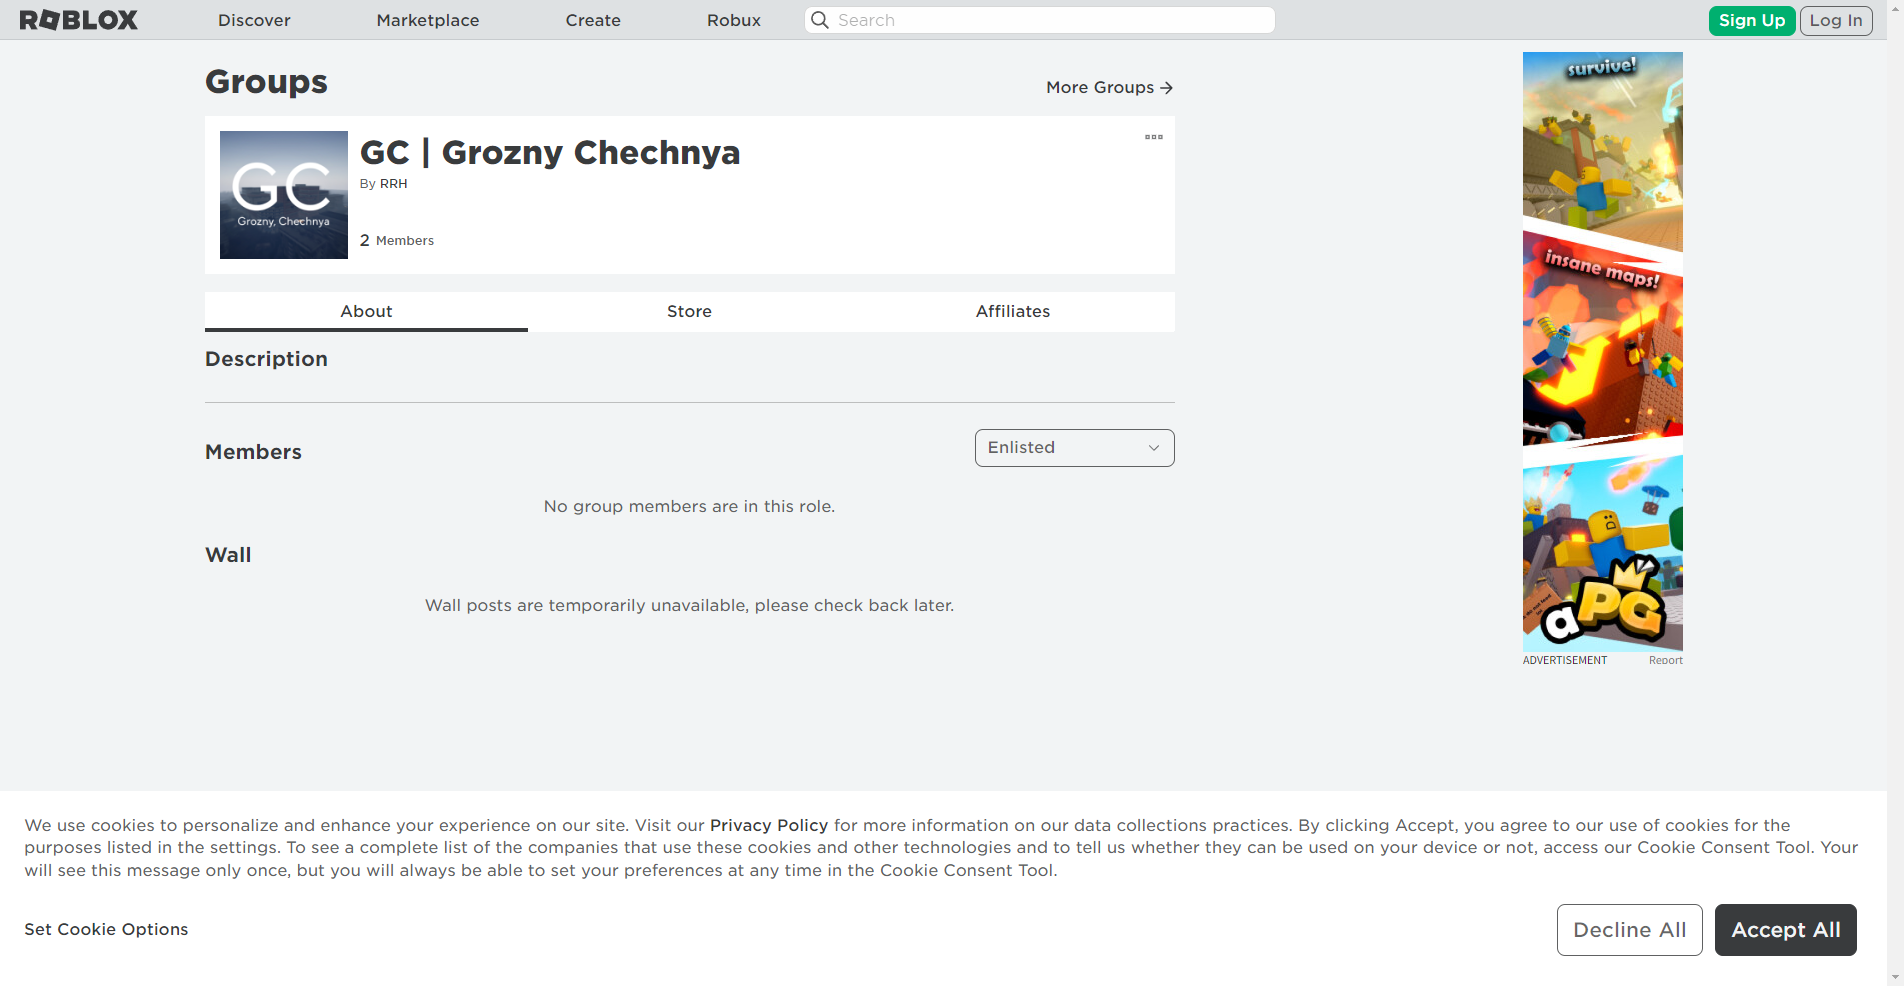 ROBLOX
Discover
Marketplace
Create
Robux
Search
Sign Up
Log In
Groups
More Groups
GC
Grozny, Chechnya
GC | Grozny Chechnya
By RRH
2 Members
About
Store
Affiliates
Description
Members
Enlisted
No group members are in this role.
Wall
Wall posts are temporarily unavailable, please check back later.
survive!
insane maps!
aPG
ADVERTISEMENT
Report
We use cookies to personalize and enhance your experience on our site. Visit our Privacy Policy for more information on our data collections practices. By clicking Accept, you agree to our use of cookies for the
purposes listed in the settings. To see a complete list of the companies that use these cookies and other technologies and to tell us whether they can be used on your device or not, access our Cookie Consent Tool. Your
will see this message only once, but you will always be able to set your preferences at any time in the Cookie Consent Tool.
Set Cookie Options
Decline All
Accept All